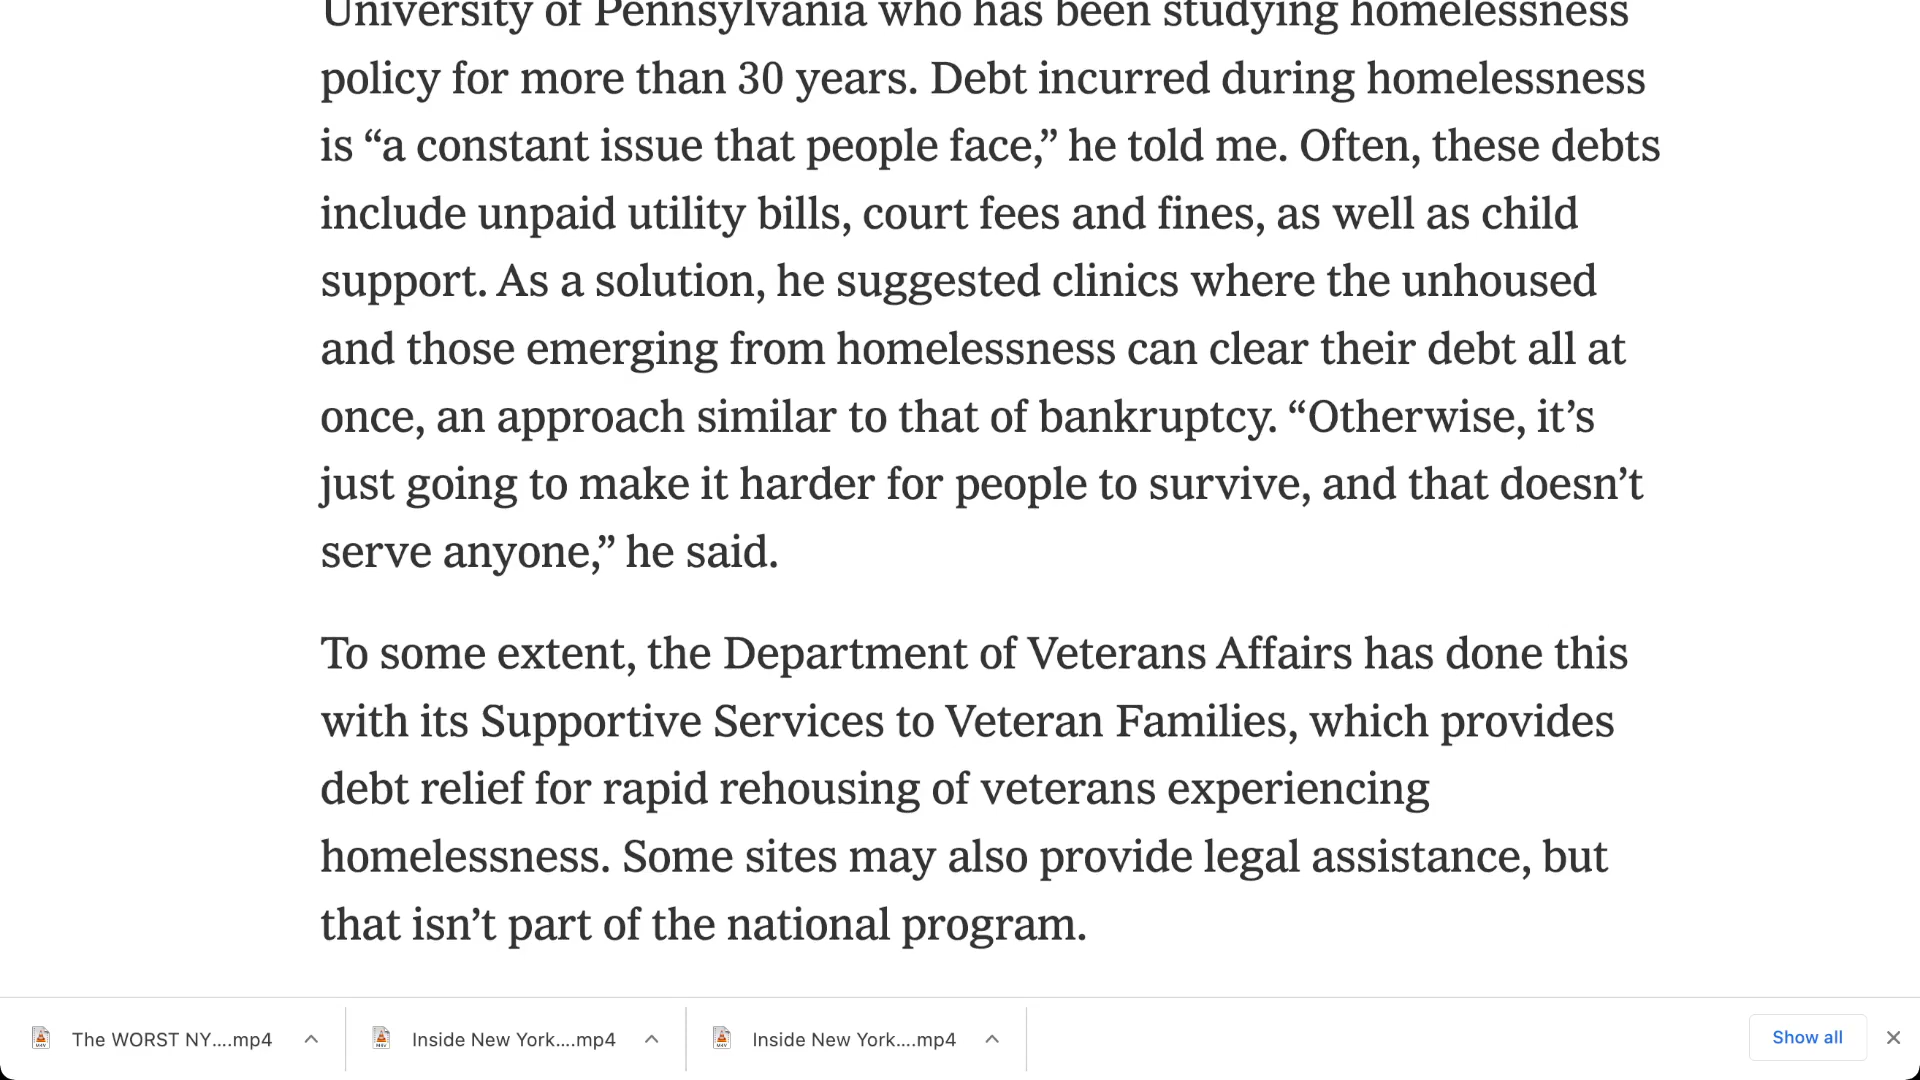 University of Pennsylvania who has been studying homelessness
policy for more than 30 years. Debt incurred during homelessness
is “a constant issue that people face,” he told me. Often, these debts
include unpaid utility bills, court fees and fines, as well as child
support. As a solution, he suggested clinics where the unhoused
and those emerging from homelessness can clear their debt all at
once, an approach similar to that of bankruptcy. “Otherwise, it’s
just going to make it harder for people to survive, and that doesn’t
serve anyone,” he said.
To some extent, the Department of Veterans Affairs has done this
with its Supportive Services to Veteran Families, which provides
debt relief for rapid rehousing of veterans experiencing
homelessness. Some sites may also provide legal assistance, but
that isn’t part of the national program.
The WORST NY....mp4
Inside New York....mp4
Inside New York....mp4
Show all